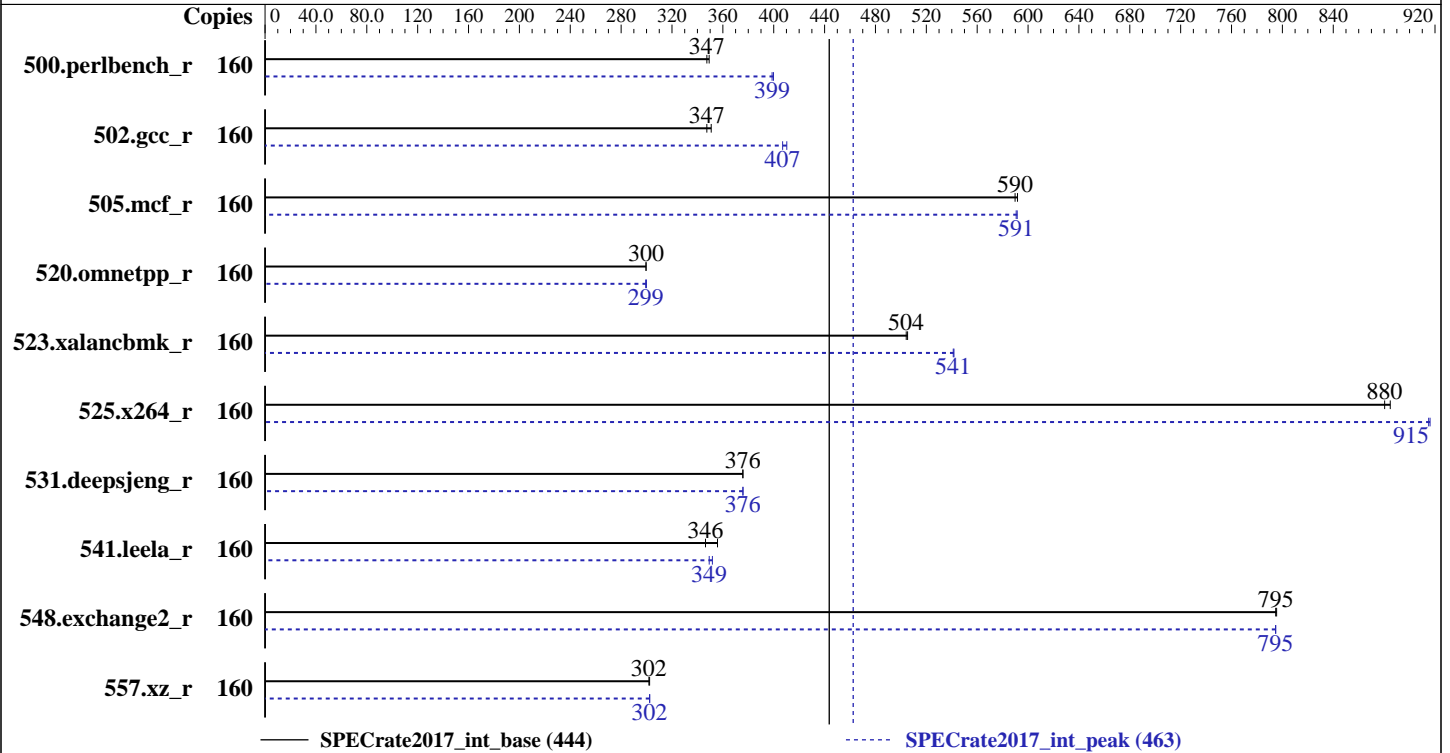 Copies 0 40.0 80.0 120 160 200 240 280 320 360 400 440 480 520 560 600 640 680 720 760 800 840 920
347
500.perlbench_r 160
399
347
502.gcc_r 160
407
590
505.mcf_r 160
591
300
520.omnetpp_r 160
299
504
523.xalancbmk_r 160
541
880
525.x264_r 160
915
376
531.deepsjeng_r 160
376
346
541.leela_r 160
349
795
548.exchange2_r 160
795
302
557.xz_r 160
302
SPECrate2017_int_base (444) SPECrate2017_int_peak (463)